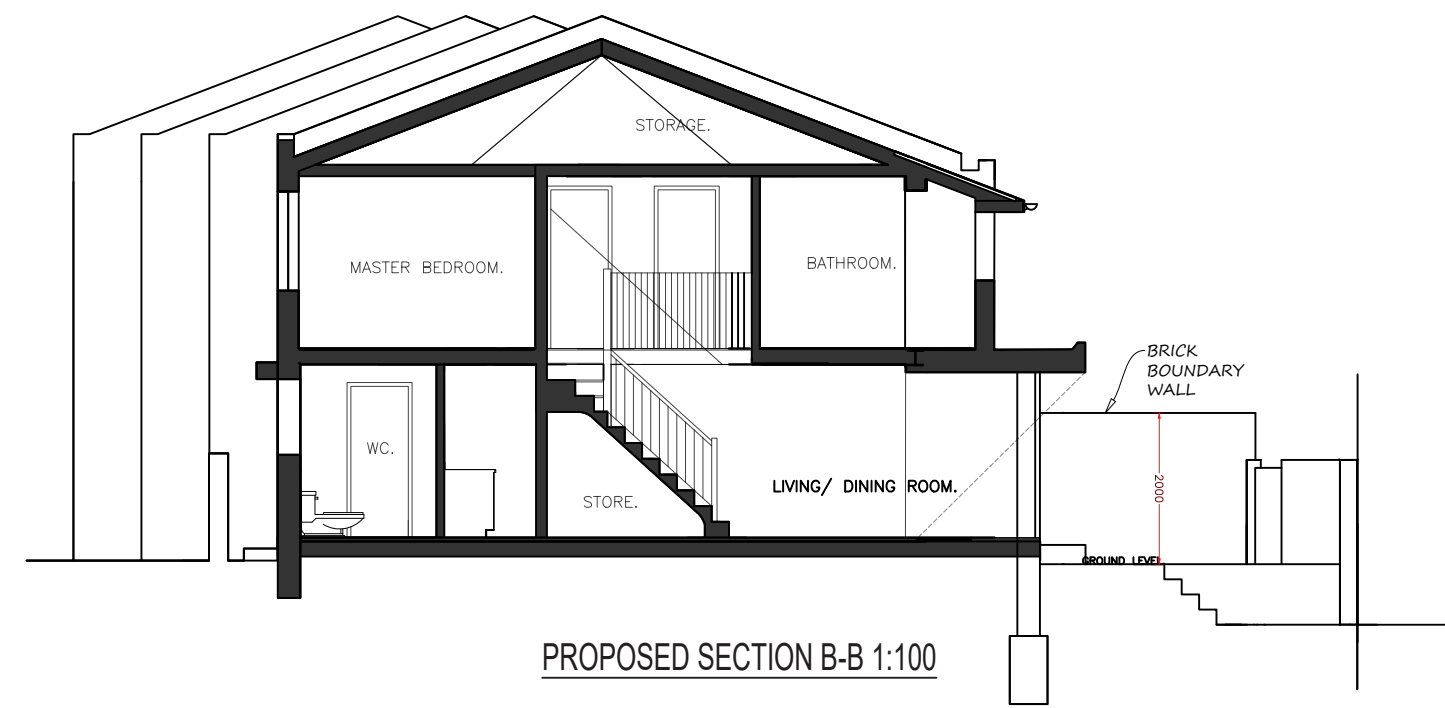 STORAGE.
MASTER BEDROOM.
BATHROOM.
BRICK
BOUNDARY
WALL
WC.
STORE.
LIVING/ DINING ROOM.
2000
GROUND LEVEL
PROPOSED SECTION B-B 1:100